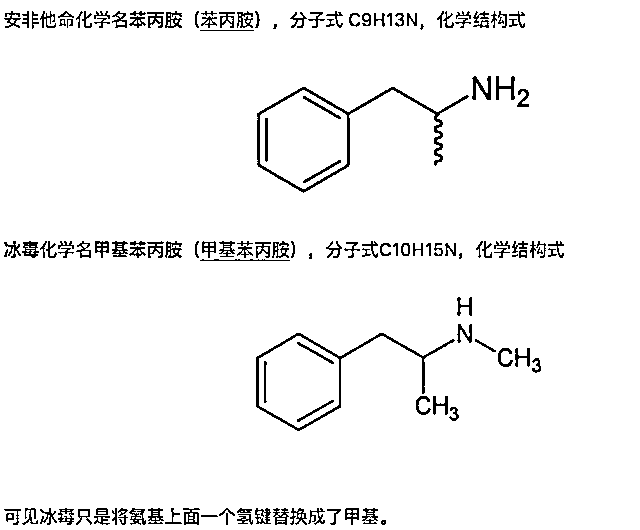 安非他命化学名苯丙胺（苯丙胺），分子式 C9H13N，化学结构式
NH2
冰毒化学名甲基苯丙胺（甲基苯丙胺），分子式C10H15N，化学结构式
H
N
CH3
CH3
可见冰毒只是将氨基上面一个氢键替换成了甲基。